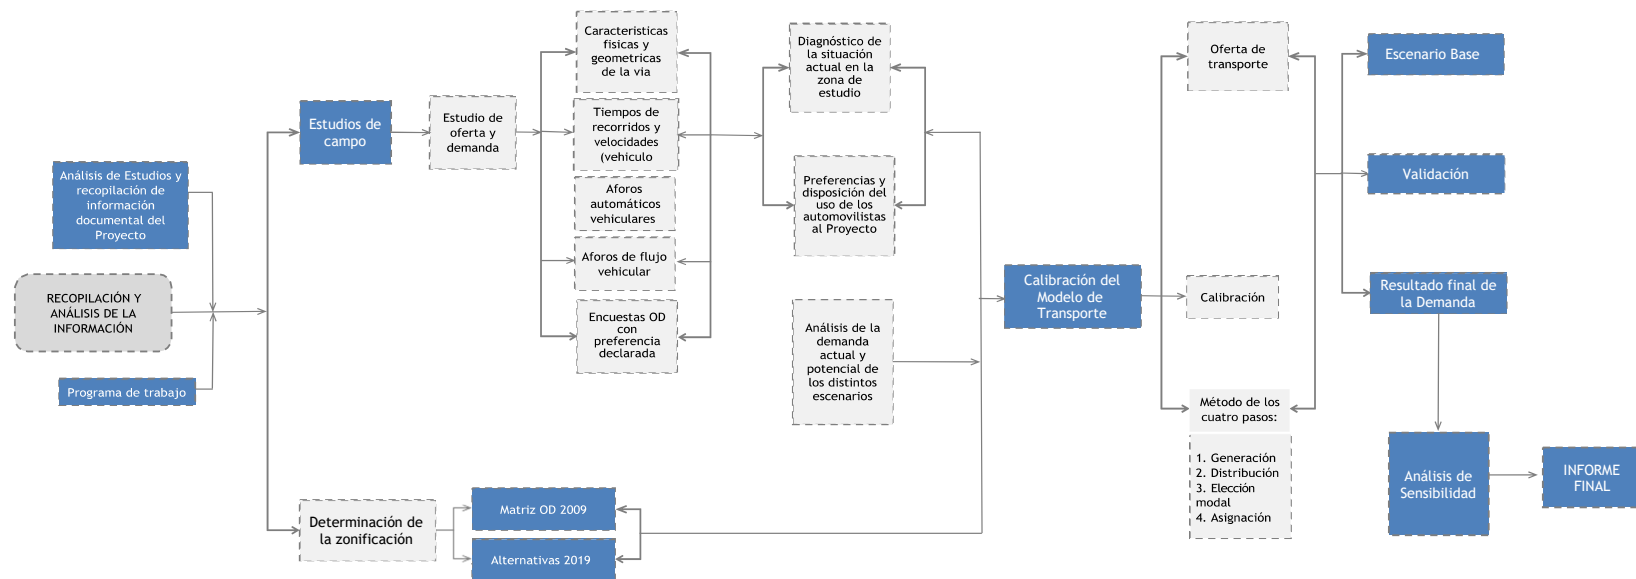 Análisis de Estudios y
recopilación de
información
documental del
Proyecto
RECOPILACIÓN Y
ANÁLISIS DE LA
INFORMACIÓN
Programa de trabajo
Estudios de
campo
Estudio de
oferta y
demanda
Caracteristicas
fisicas y
geometricas
de la via
Tiempos de
recorridos y
velocidades
(vehiculo
Aforos
automáticos
vehiculares
Aforos de flujo
vehicular
Encuestas OD
con
preferencia
declarada
Diagnóstico de
la situación
actual en la
zona de
estudio
Preferencias y
disposición del
uso de los
automovilistas
al Proyecto
Análisis de la
demanda
actual y
potencial de
los distintos
escenarios
Determinación de
la zonificación
Matriz OD 2009
Alternativas 2019
Calibración del
Modelo de
Transporte
Oferta de
transporte
Calibración
Método de los
cuatro pasos:
1. Generación
2. Distribución
3. Elección
modal
4. Asignación
Escenario Base
Validación
Resultado final de
la Demanda
Análisis de
Sensibilidad
INFORME
FINAL